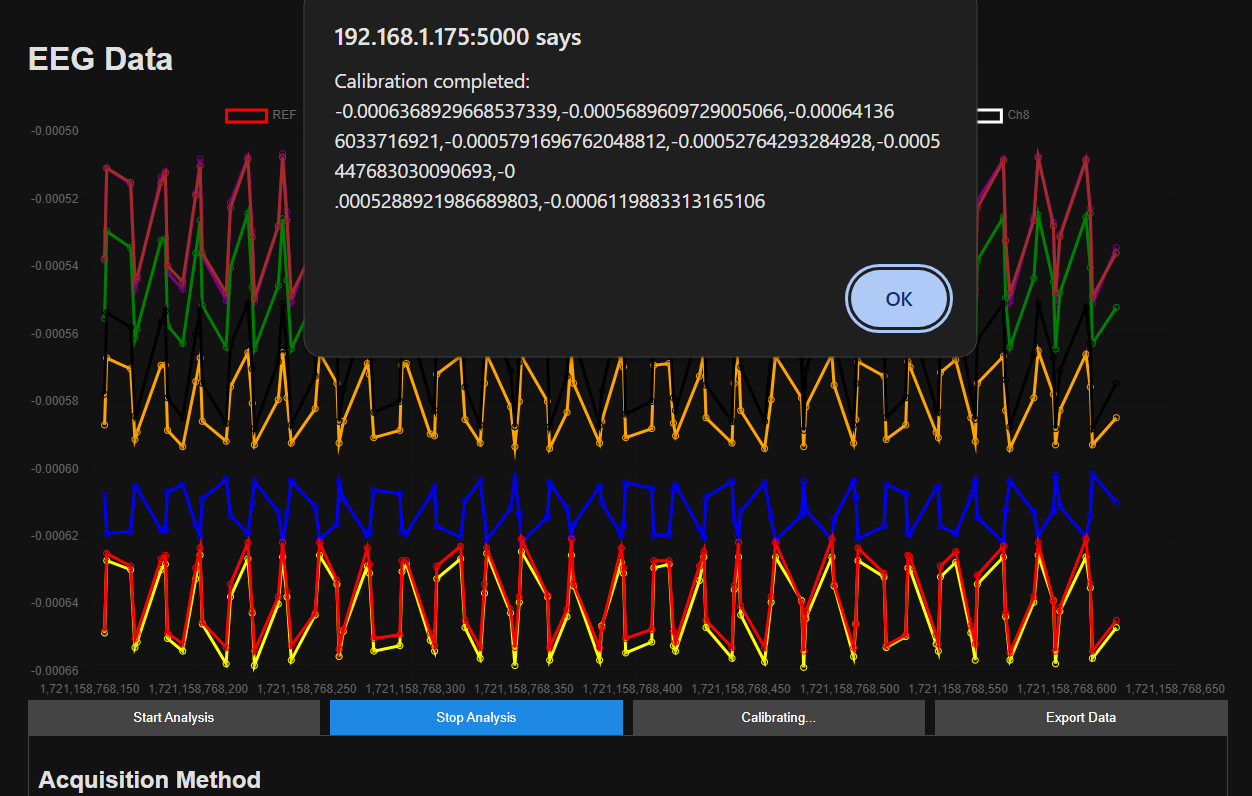 192.168.1.175:5000 says
EEG Data
Calibration completed:
-0.0006368929668537339,-0.0005689609729005066,-0.00064136
6033716921,-0.0005791696762048812,-0.00052764293284928,-0.0005
447683030090693,-0
.0005288921986689803,-0.0006119883313165106
OK
REF
Ch8
-0.00050
-0.00052
-0.00054
-0.00056
-0.00058
-0.00060
-0.00062
-0.00064
-0.00066
1,721,158,768,150 1,721,158,768,200 1,721,158,768,250 1,721,158,768,300 1,721,158,768,350 1,721,158,768,400 1,721,158,768,450 1,721,158,768,500 1,721,158,768,550 1,721,158,768,600 1,721,158,768,650
Start Analysis Stop Analysis Calibrating... Export Data
Acquisition Method